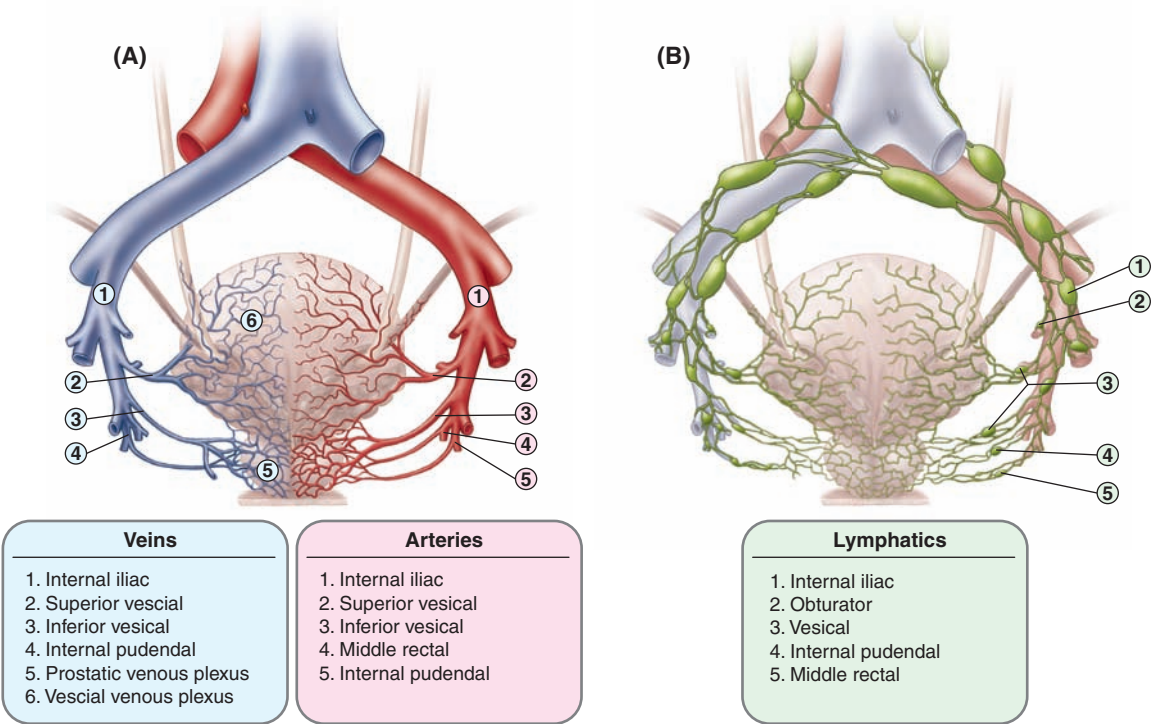 (A)
(B)
1
1
6
2
3
4
5
2
3
4
5
1
2
3
4
5
Veins
1. Internal iliac
2. Superior vescial
3. Inferior vesical
4. Internal pudendal
5. Prostatic venous plexus
6. Vescial venous plexus
Arteries
1. Internal iliac
2. Superior vesical
3. Inferior vesical
4. Middle rectal
5. Internal pudendal
Lymphatics
1. Internal iliac
2. Obturator
3. Vesical
4. Internal pudendal
5. Middle rectal